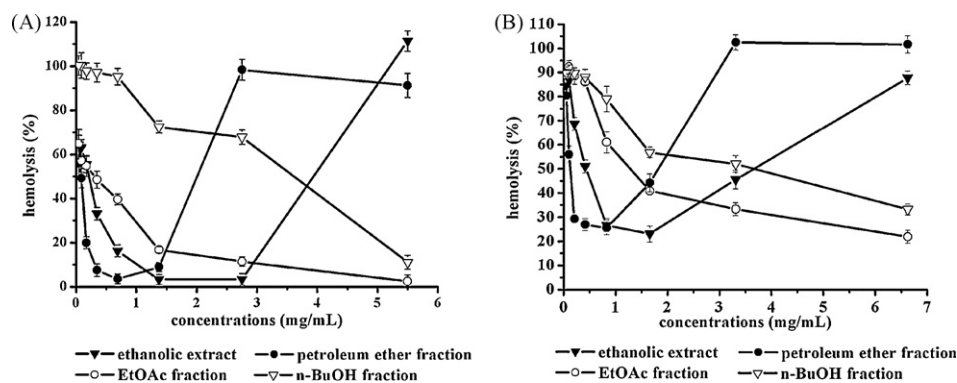 (A)
120
100
80
60
40
20
0
hemolysis (%)
0 1 2 3 4 5 6
concentrations (mg/mL)
ethanolic extract petroleum ether fraction
EtOAc fraction n-BuOH fraction
(B)
110
100
90
80
70
60
50
40
30
20
10
0
hemolysis (%)
0 1 2 3 4 5 6 7
concentrations (mg/mL)
ethanolic extract petroleum ether fraction
EtOAc fraction n-BuOH fraction